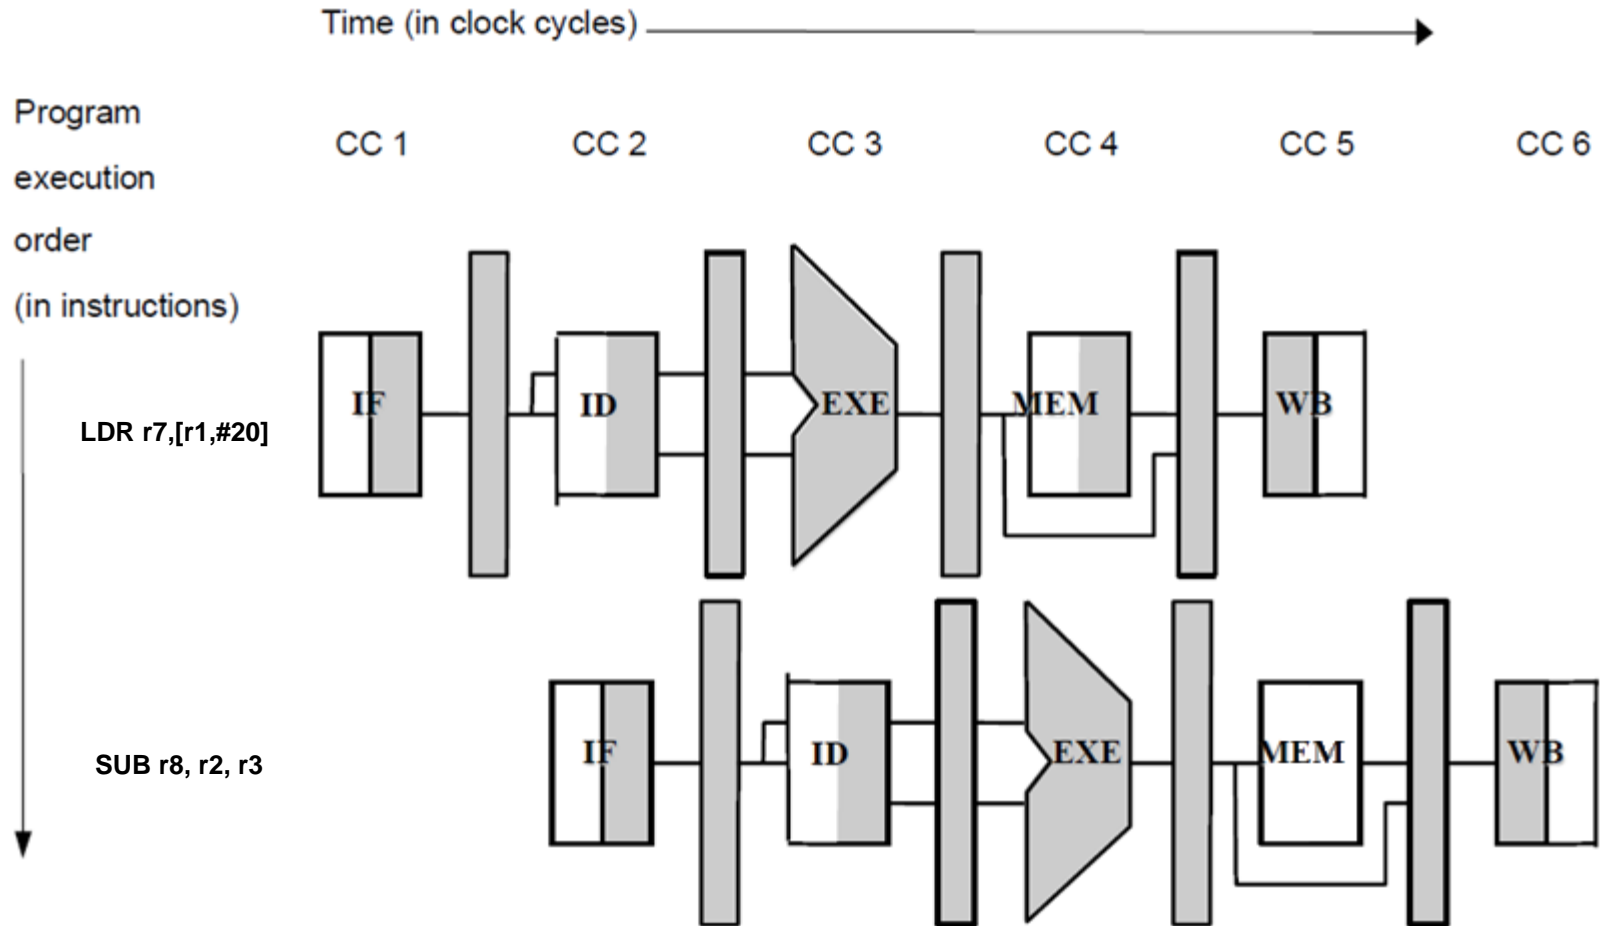 Time (in clock cycles)
Program
execution
order
(in instructions)
CC 1 CC 2 CC 3 CC 4 CC 5 CC 6
LDR r7,[r1,#20]
IF ID EXE MEM WB
SUB r8, r2, r3
IF ID EXE MEM WB